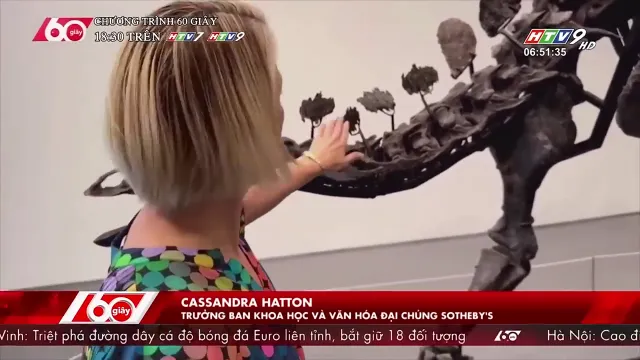 60 giây
CHƯƠNG TRÌNH 60 GIÂY
18:30 TRÊN HTV7 HTV9
HTV9 HD
06:51:35
60 giây
CASSANDRA HATTON
TRƯỞNG BAN KHOA HỌC VÀ VĂN HÓA ĐẠI CHÚNG SOTHEBY'S
Vinh: Triệt phá đường dây cá độ bóng đá Euro liên tỉnh, bắt giữ 18 đối tượng 60 giây Hà Nội: Cao đ